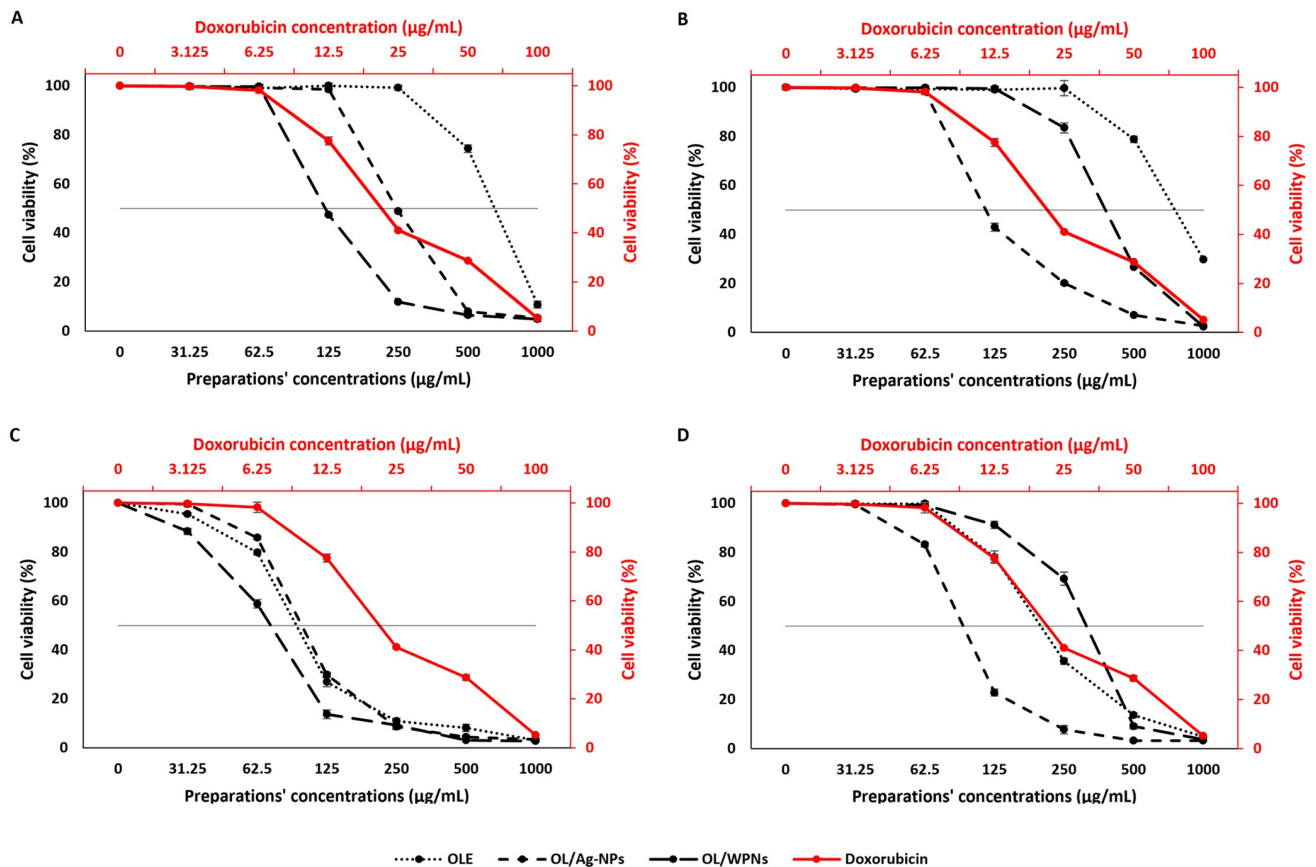 A
Doxorubicin concentration (µg/mL)
0 3.125 6.25 12.5 25 50 100
100 100
80 80
60 60
40 40
20 20
0 0
Cell viability (%)
Cell viability (%)
0 31.25 62.5 125 250 500 1000
Preparations' concentrations (µg/mL)
B
Doxorubicin concentration (µg/mL)
0 3.125 6.25 12.5 25 50 100
100 100
80 80
60 60
40 40
20 20
0 0
Cell viability (%)
Cell viability (%)
0 31.25 62.5 125 250 500 1000
Preparations' concentrations (µg/mL)
C
Doxorubicin concentration (µg/mL)
0 3.125 6.25 12.5 25 50 100
100 100
80 80
60 60
40 40
20 20
0 0
Cell viability (%)
Cell viability (%)
0 31.25 62.5 125 250 500 1000
Preparations' concentrations (µg/mL)
D
Doxorubicin concentration (µg/mL)
0 3.125 6.25 12.5 25 50 100
100 100
80 80
60 60
40 40
20 20
0 0
Cell viability (%)
Cell viability (%)
0 31.25 62.5 125 250 500 1000
Preparations' concentrations (µg/mL)
OLE OL/Ag-NPs OL/WPNs Doxorubicin